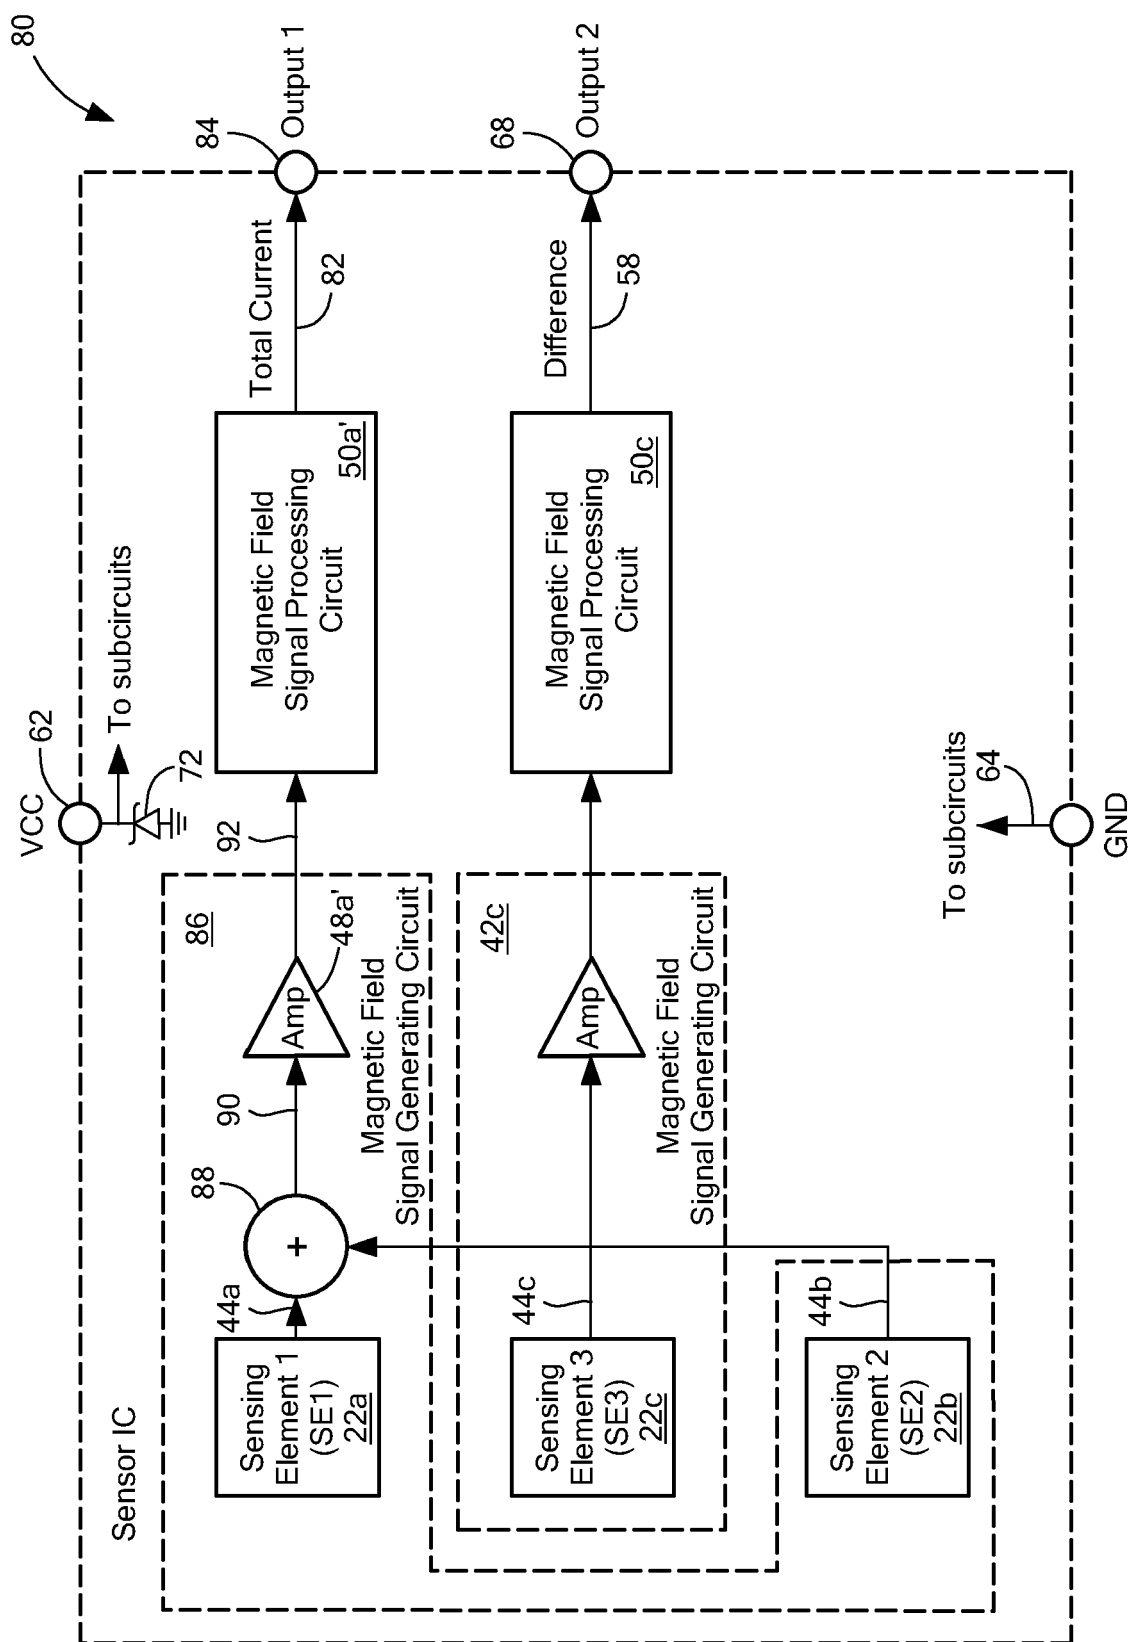 80
Sensor IC
VCC
62
To subcircuits
72
86
Sensing
Element 1
(SE1)
22a
44a
88
+
90
Amp
48a'
Magnetic Field
Signal Generating Circuit
92
Magnetic Field
Signal Processing
Circuit
50a'
Total Current
82
84
Output 1
42c
Sensing
Element 3
(SE3)
22c
44c
Amp
Magnetic Field
Signal Generating Circuit
Magnetic Field
Signal Processing
Circuit
50c
Difference
58
68
Output 2
Sensing
Element 2
(SE2)
22b
44b
To subcircuits
64
GND